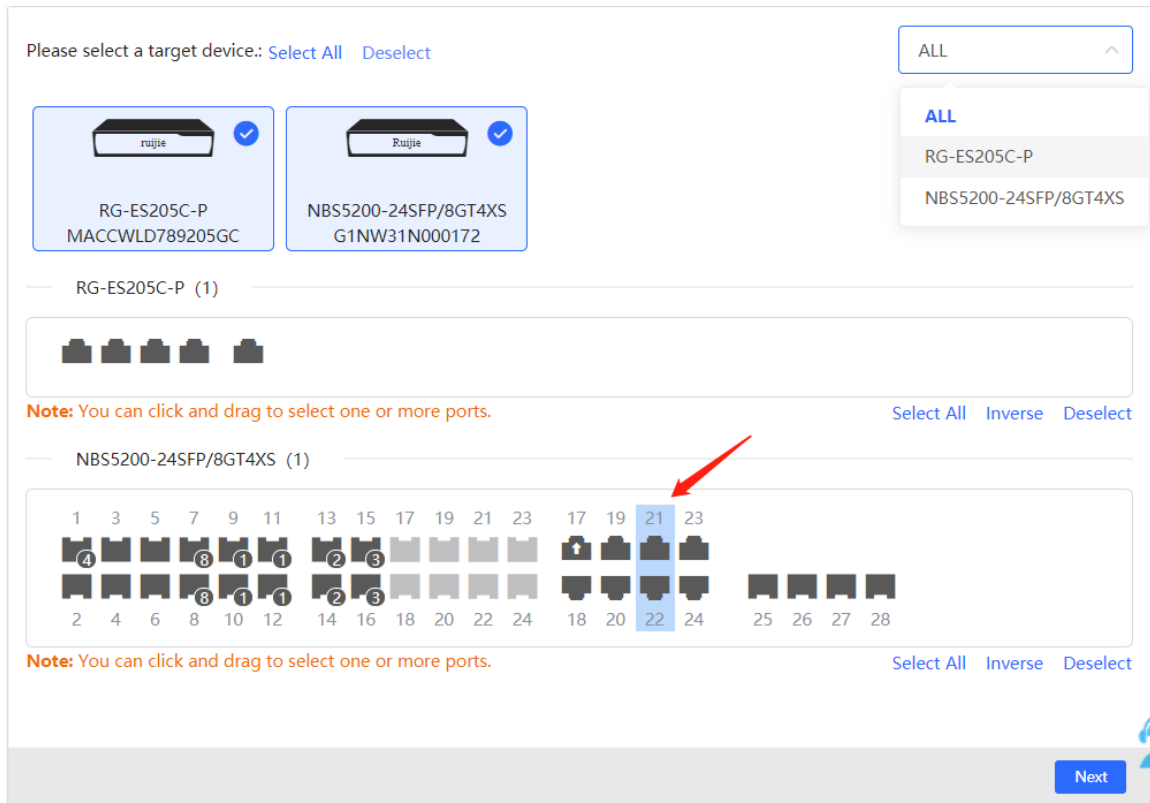 Please select a target device.: Select All Deselect
ALL
ALL
RG-ES205C-P
NBS5200-24SFP/8GT4XS
ruijie
Ruijie
RG-ES205C-P
MACCWLD789205GC
NBS5200-24SFP/8GT4XS
G1NW31N000172
RG-ES205C-P (1)
Note: You can click and drag to select one or more ports.
Select All Inverse Deselect
NBS5200-24SFP/8GT4XS (1)
1 3 5 7 9 11 13 15 17 19 21 23 17 19 21 23
4 8 1 1 2 3
8 1 1 2 3
2 4 6 8 10 12 14 16 18 20 22 24 18 20 22 24 25 26 27 28
Note: You can click and drag to select one or more ports.
Select All Inverse Deselect
Next